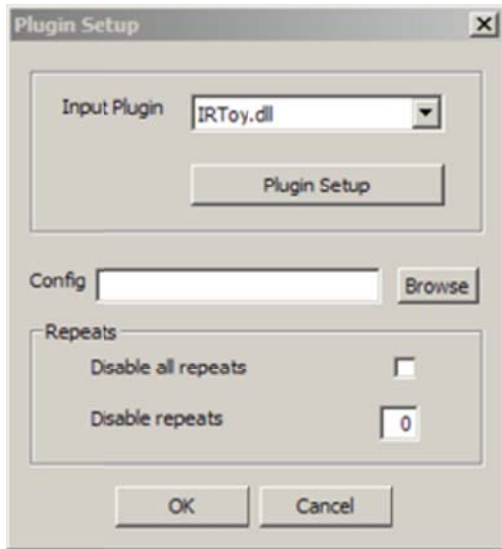 Plugin Setup
Input Plugin IRToy.dll
Plugin Setup
Config Browse
Repeats
Disable all repeats
Disable repeats 0
OK Cancel